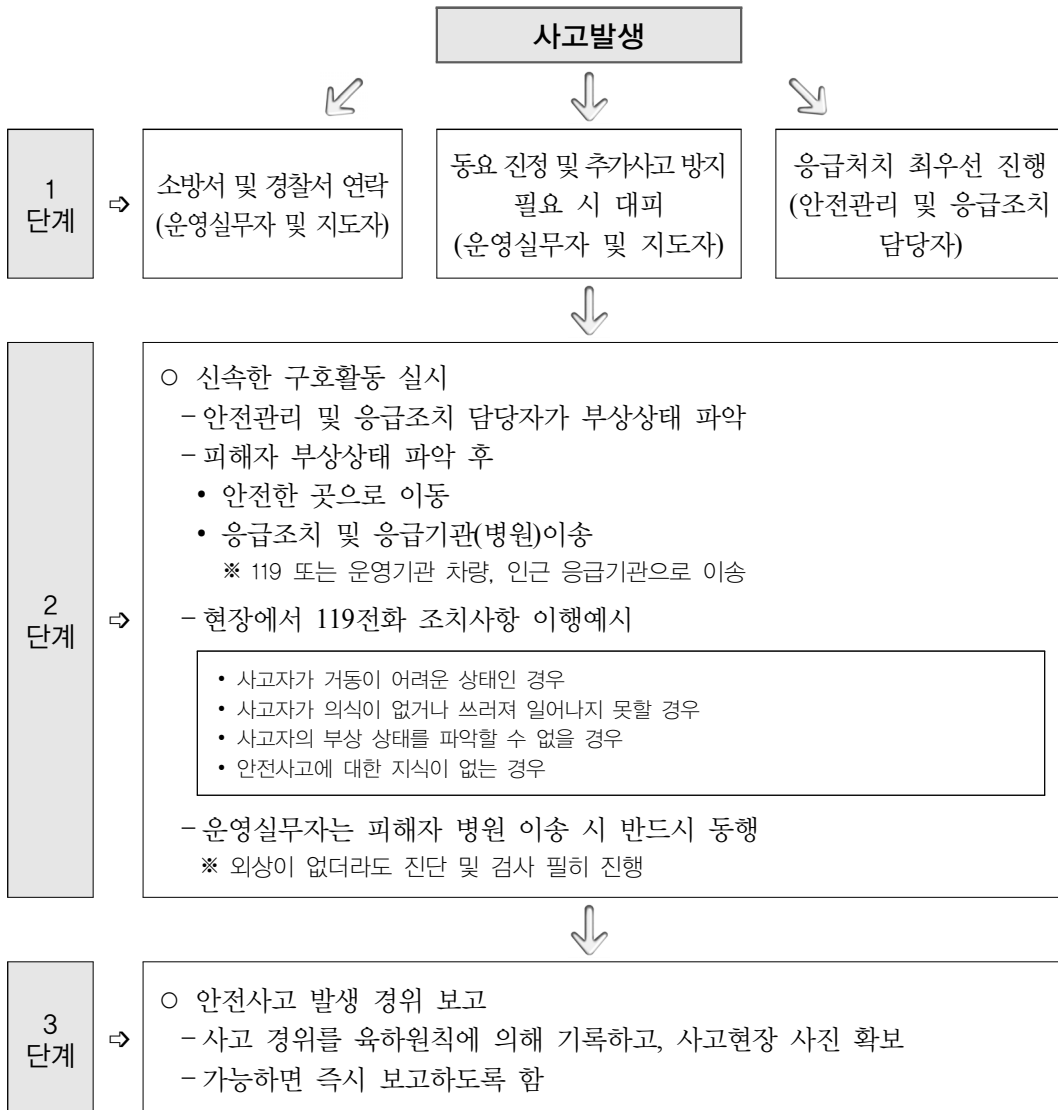 사고발생
1
단계
➩
소방서 및 경찰서 연락
(운영실무자 및 지도자)
동요 진정 및 추가사고 방지
필요 시 대피
(운영실무자 및 지도자)
응급처치 최우선 진행
(안전관리 및 응급조치
담당자)
2
단계
➩
○ 신속한 구호활동 실시
－안전관리 및 응급조치 담당자가 부상상태 파악
－피해자 부상상태 파악 후
• 안전한 곳으로 이동
• 응급조치 및 응급기관(병원)이송
※ 119 또는 운영기관 차량, 인근 응급기관으로 이송
－현장에서 119전화 조치사항 이행예시
• 사고자가 거동이 어려운 상태인 경우
• 사고자가 의식이 없거나 쓰러져 일어나지 못할 경우
• 사고자의 부상 상태를 파악할 수 없을 경우
• 안전사고에 대한 지식이 없는 경우
－운영실무자는 피해자 병원 이송 시 반드시 동행
※ 외상이 없더라도 진단 및 검사 필히 진행
3
단계
➩
○ 안전사고 발생 경위 보고
－사고 경위를 육하원칙에 의해 기록하고, 사고현장 사진 확보
－가능하면 즉시 보고하도록 함